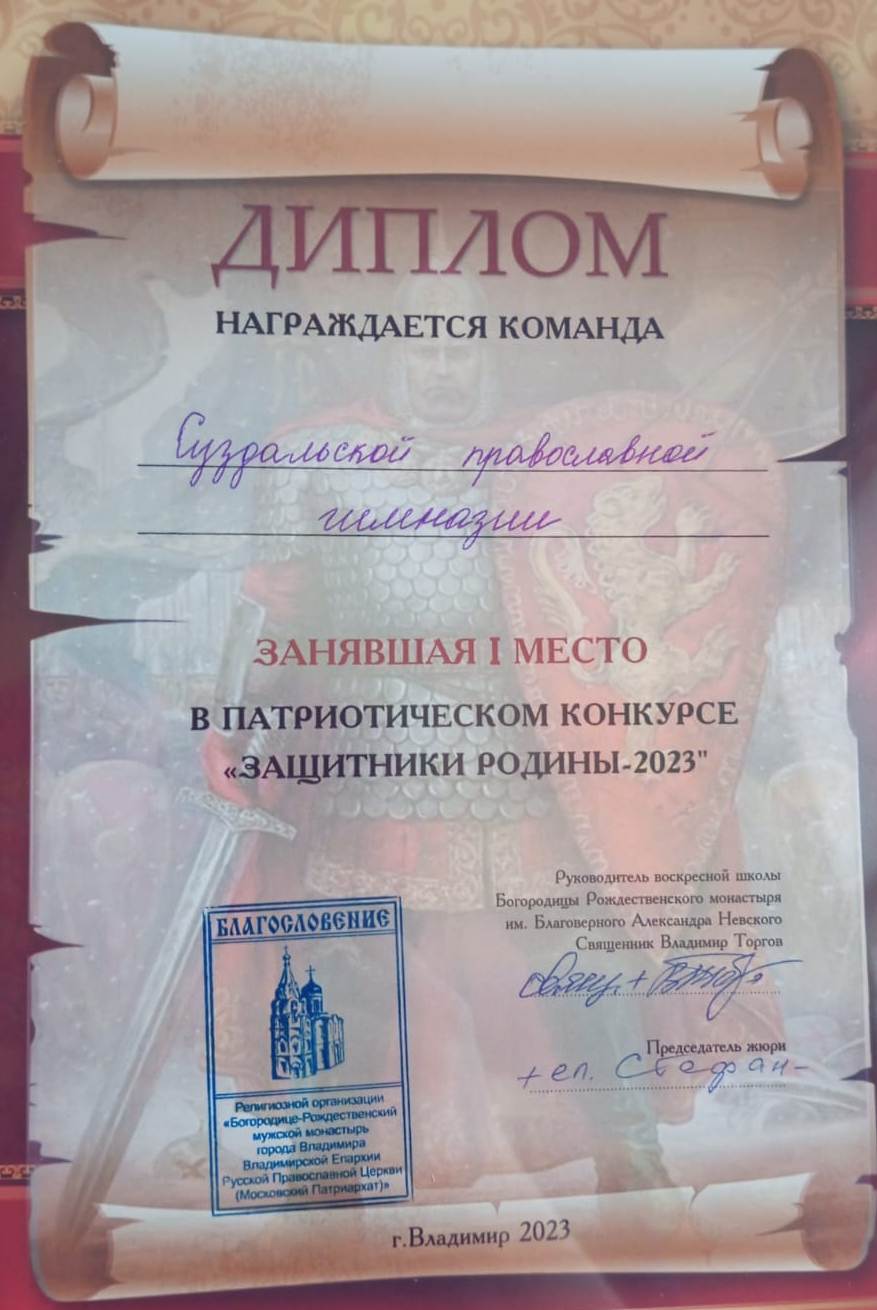 ДИПЛОМ
НАГРАЖДАЕТСЯ КОМАНДА
Суздальской православной
гимназии
ЗАНЯВШАЯ I МЕСТО
В ПАТРИОТИЧЕСКОМ КОНКУРСЕ
«ЗАЩИТНИКИ РОДИНЫ-2023"
Руководитель воскресной школы
Богородицы Рождественского монастыря
им. Благоверного Александра Невского
Священник Владимир Торгов
свящ. +
Председатель жюри
+ еп. Стефан
БЛАГОСЛОВЕНИЕ
Религиозной организации
«Богородице-Рождественский
мужской монастырь
города Владимира
Владимирской Епархии
Русской Православной Церкви
(Московский Патриархат)»
г.Владимир 2023